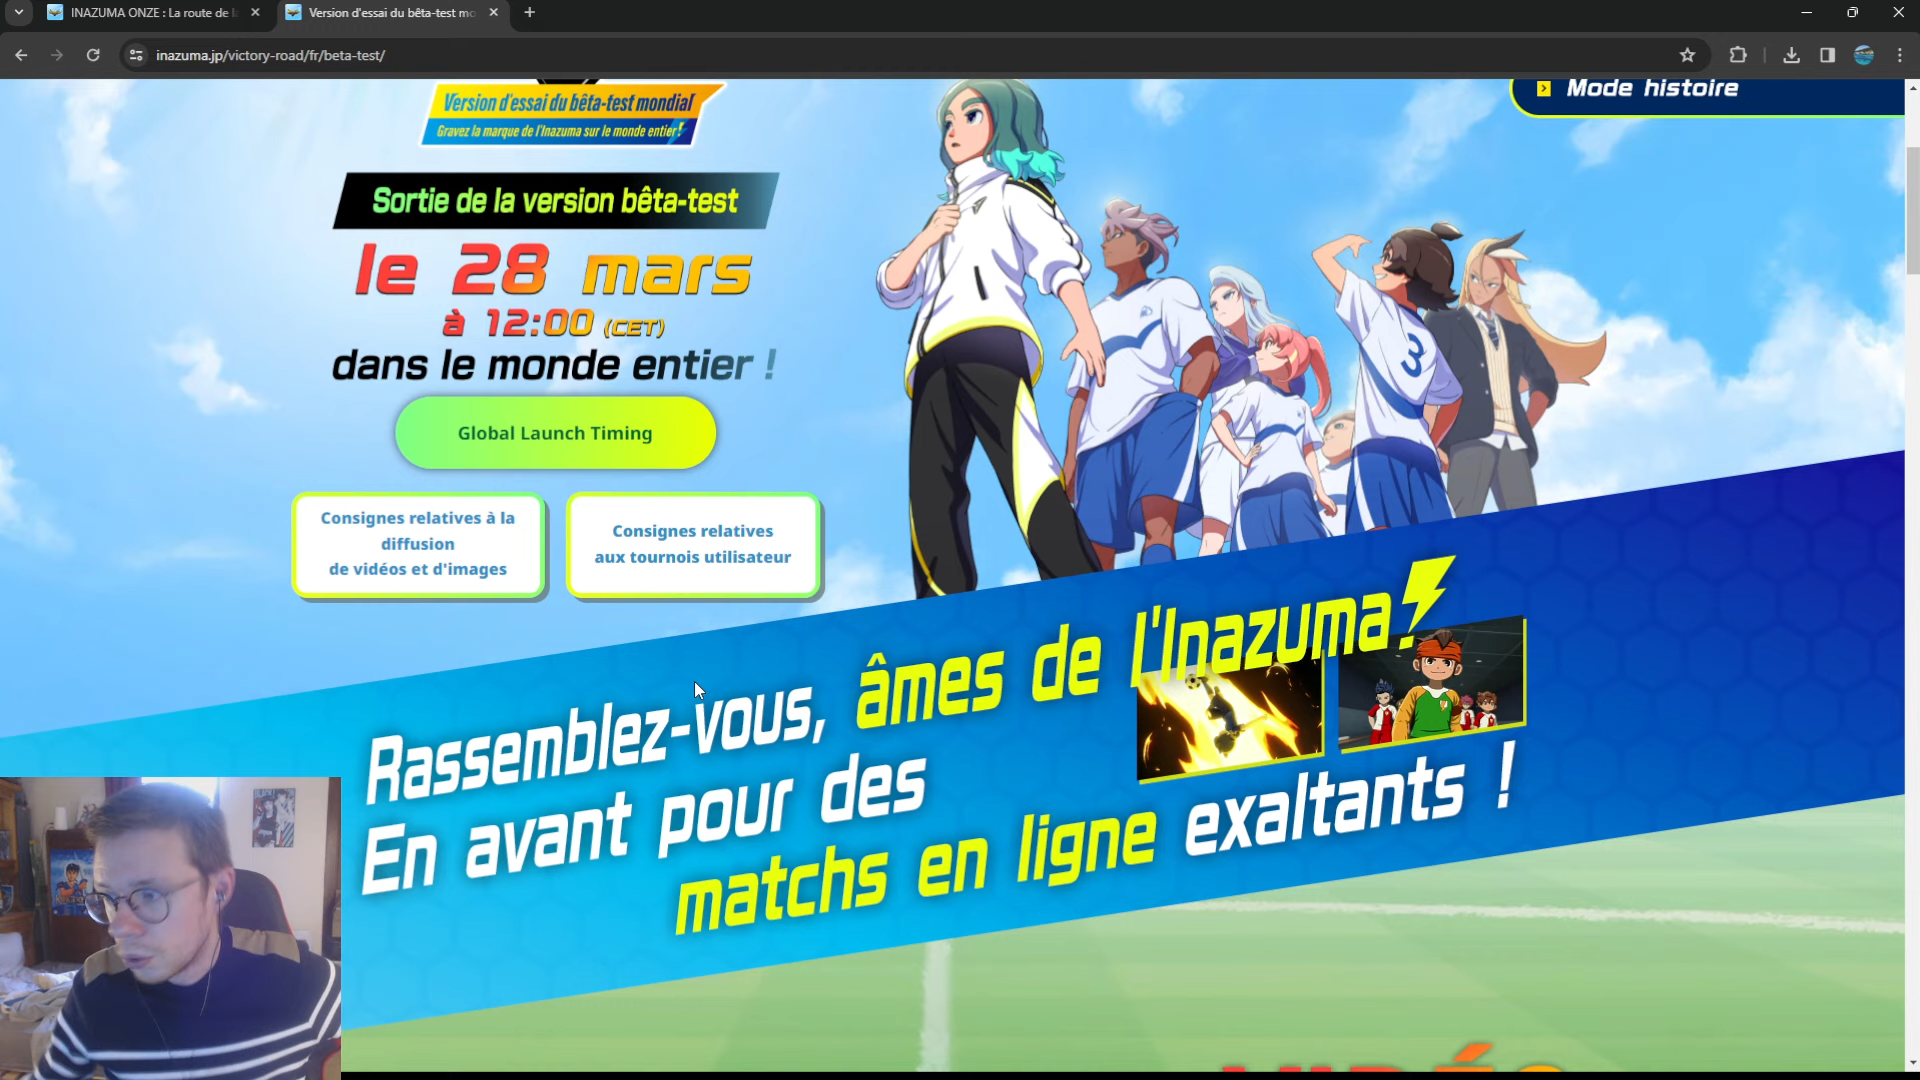 INAZUMA ONZE : La route de
Version d'essai du bêta-test mo
inazuma.jp/victory-road/fr/beta-test/
Mode histoire
Version d'essai du bêta-test mondial
Gravez la marque de l'Inazuma sur le monde entier !
Sortie de la version bêta-test
le 28 mars
à 12:00 (CET)
dans le monde entier !
Global Launch Timing
Consignes relatives à la
diffusion
de vidéos et d'images
Consignes relatives
aux tournois utilisateur
3
Rassemblez-vous, âmes de l'Inazuma!
En avant pour des
matchs en ligne exaltants !